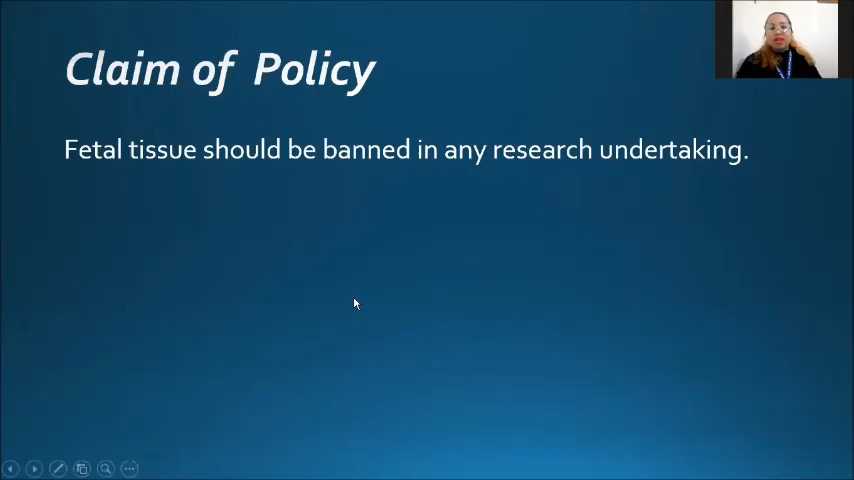 Claim of Policy
Fetal tissue should be banned in any research undertaking.